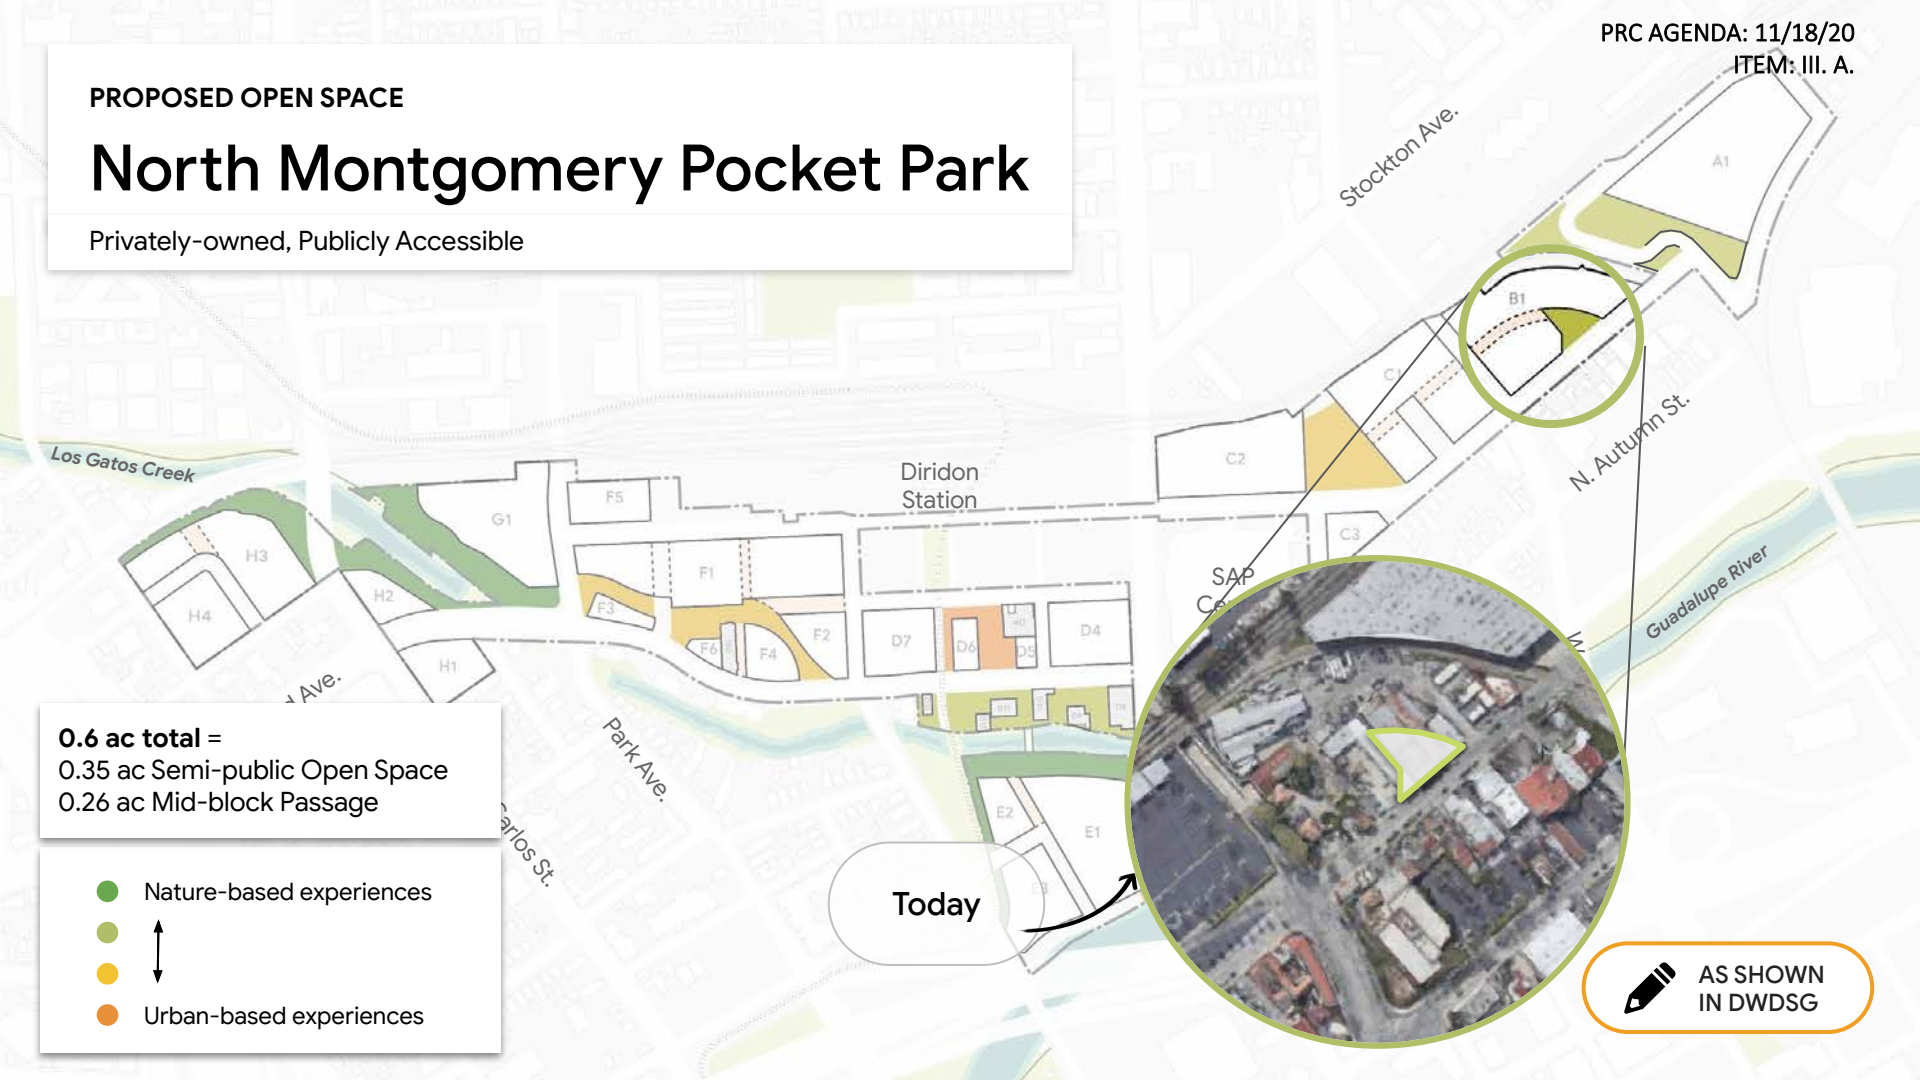 PRC AGENDA: 11/18/20
ITEM: III. A.
PROPOSED OPEN SPACE
North Montgomery Pocket Park
Privately-owned, Publicly Accessible
Stockton Ave.
A1
B1
C1
N. Autumn St.
Los Gatos Creek
Diridon
Station
C2
C3
G1
F5
H3
H4
H2
H1
F1
F3
F2
F6
F4
D7
D6
D5
D4
SAP
Guadalupe River
Park Ave.
Ave.
St.
E2
E1
0.6 ac total =
0.35 ac Semi-public Open Space
0.26 ac Mid-block Passage
Nature-based experiences
Urban-based experiences
Today
AS SHOWN
IN DWDSG